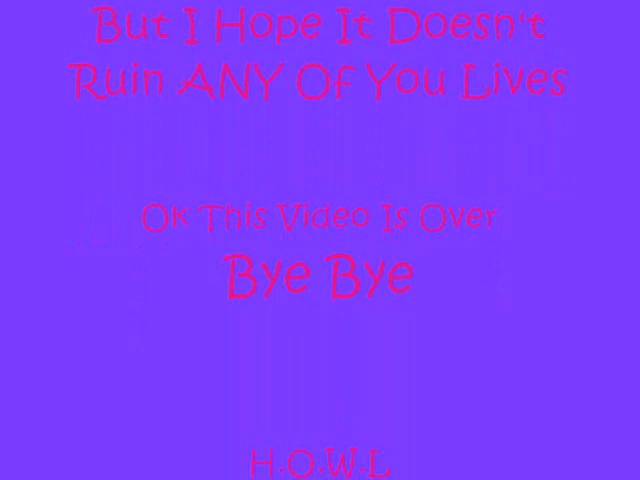 But I Hope It Doesn't
Ruin ANY Of You Lives
Ok This Video Is Over
Bye Bye
H.O.W.L